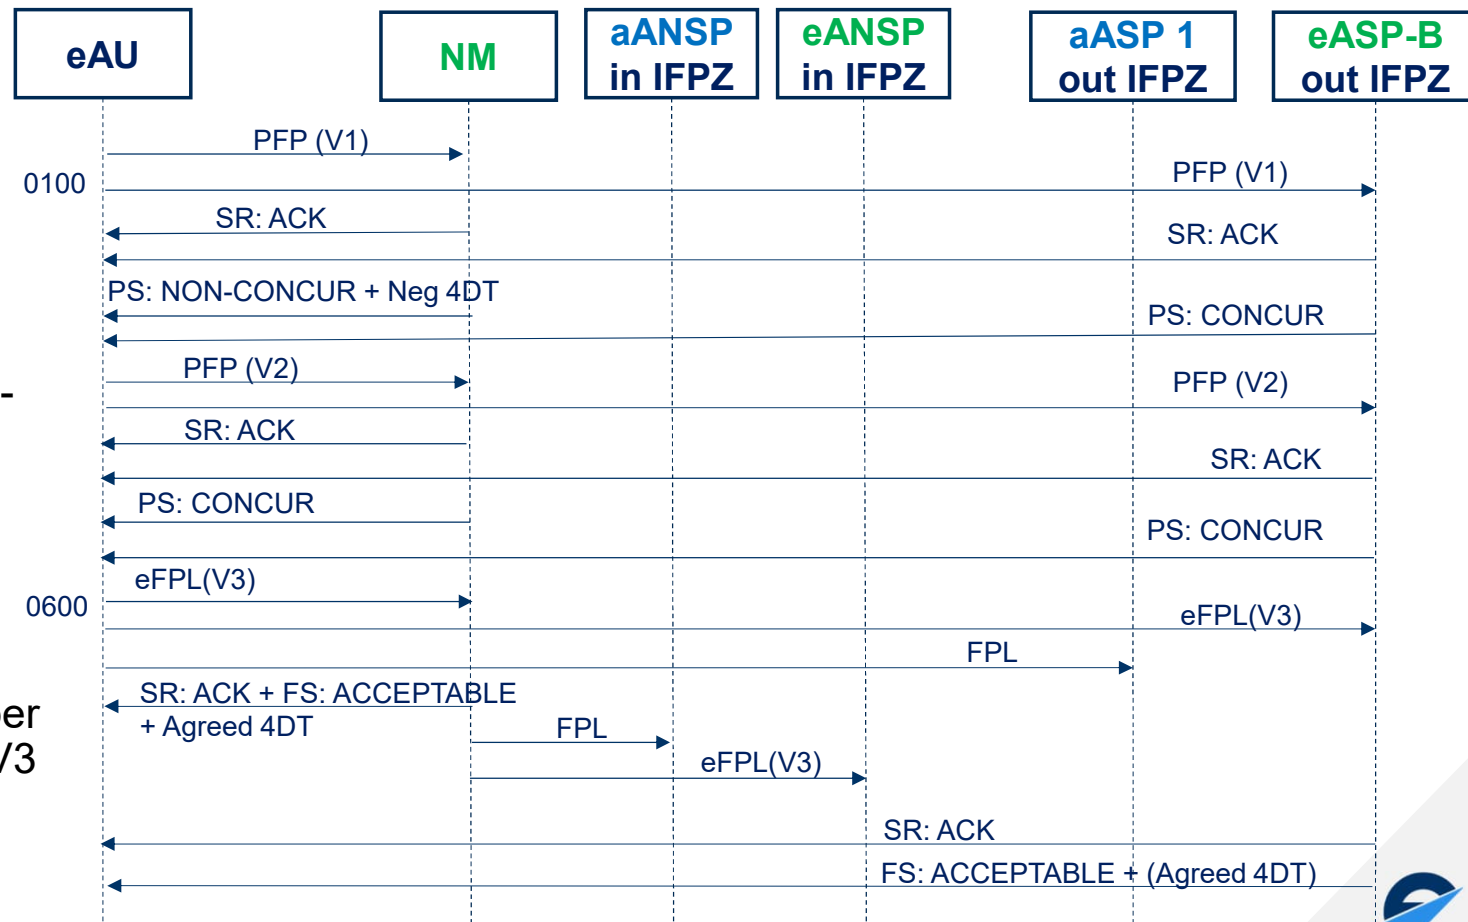 eAU
NM
aANSP
in IFPZ
eANSP
in IFPZ
aASP 1
out IFPZ
eASP-B
out IFPZ
PFP (V1)
0100
PFP (V1)
SR: ACK
SR: ACK
PS: NON-CONCUR + Neg 4DT
PS: CONCUR
PFP (V2)
PFP (V2)
-
SR: ACK
SR: ACK
PS: CONCUR
PS: CONCUR
eFPL(V3)
0600
eFPL(V3)
FPL
SR: ACK + FS: ACCEPTABLE
+ Agreed 4DT
FPL
V3
eFPL(V3)
SR: ACK
FS: ACCEPTABLE + (Agreed 4DT)